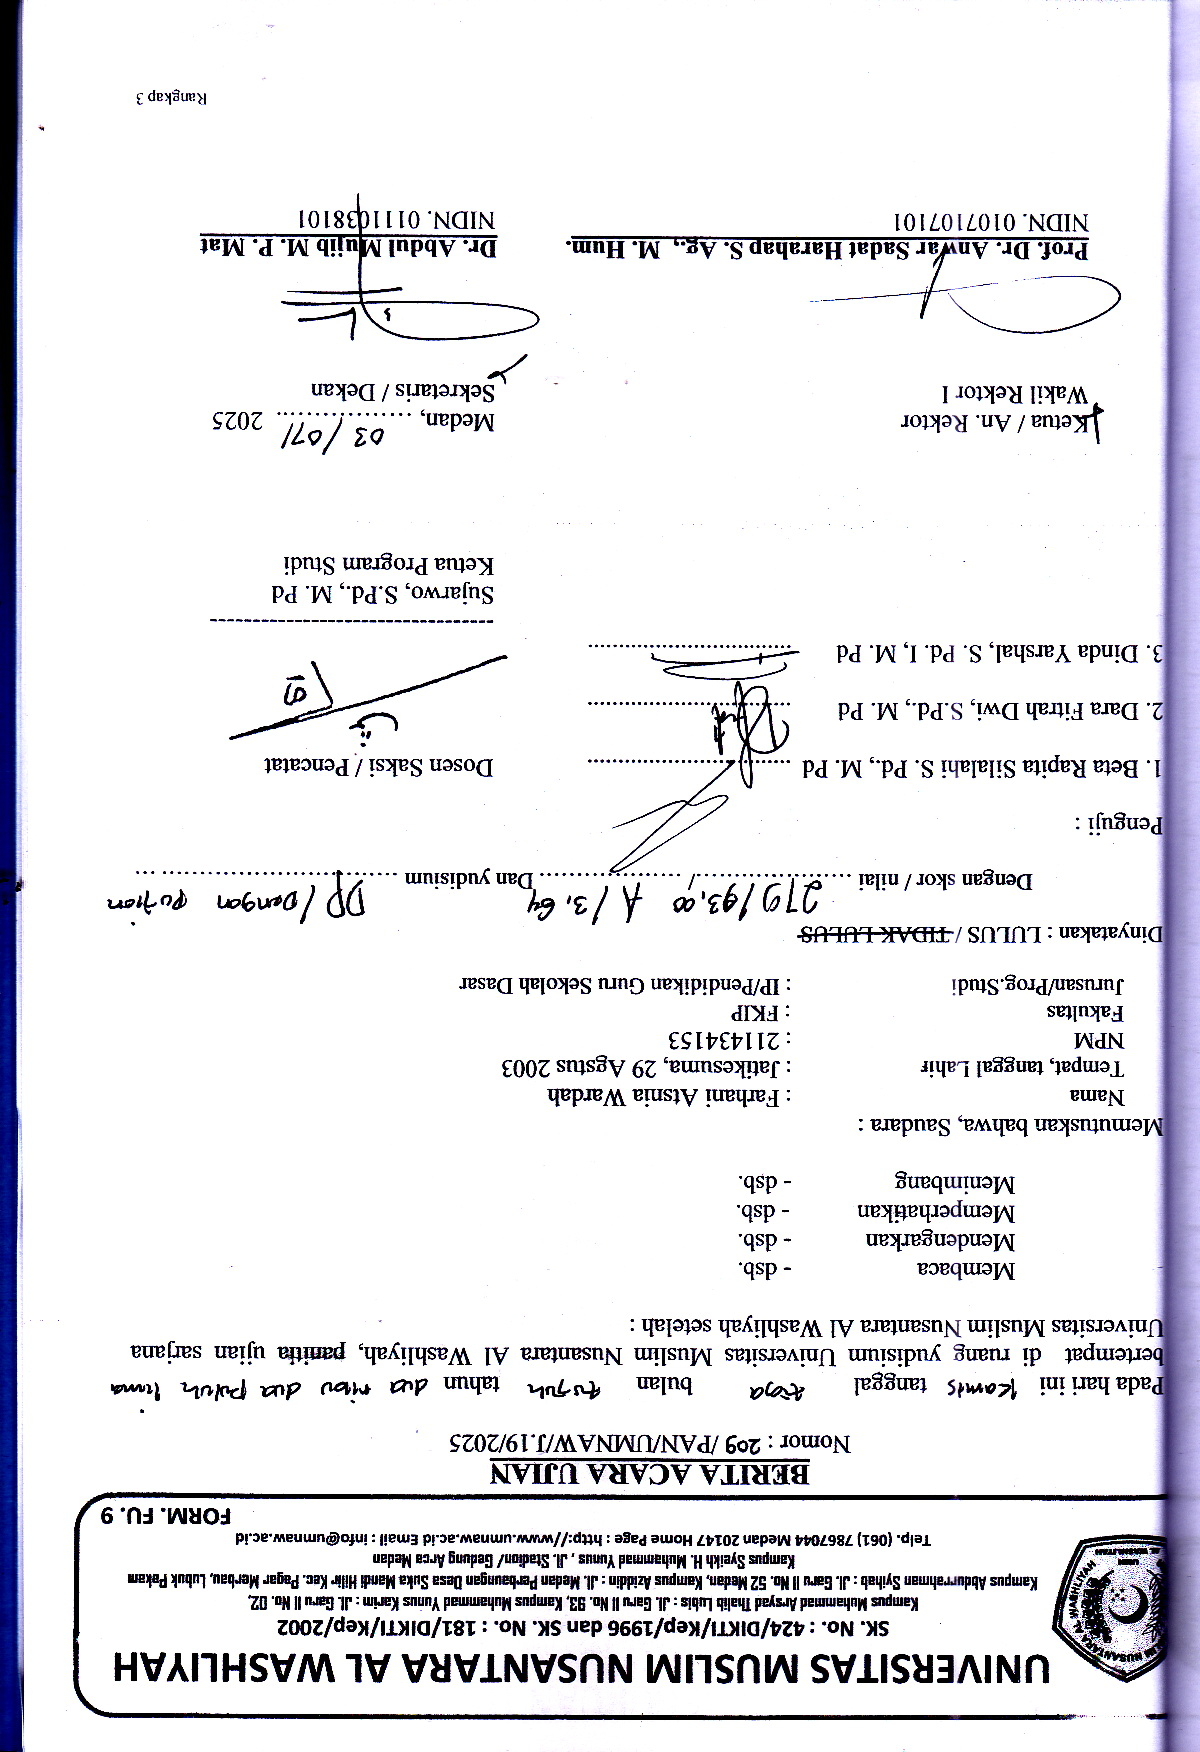 UNIVERSITAS MUSLIM NUSANTARA AL WASHLIYAH
SK. No. : 424/DIKTI/Kep/1996 dan SK. No. : 181/DIKTI/Kep/2002
Kampus Muhammad Arsyad Thalib Lubis : Jl. Garu II No. 93, Kampus Muhammad Yunus Karim : Jl. Garu II No. 02,
Kampus Abdurrahman Syihab : Jl. Garu II No. 52 Medan, Kampus Aziddin : Jl. Medan Perbaungan Desa Suka Mandi Hilir Kec. Pagar Merbau, Lubuk Pakam
Kampus Syeikh H. Muhammad Yunus , Jl. Stadion/ Gedung Arca Medan
Telp. (061) 7867044 Medan 20147 Home Page : http://www.umnaw.ac.id Email : info@umnaw.ac.id
FORM. FU. 9
BERITA ACARA UJIAN
Nomor : 209 /PAN/UMNAW/J.19/2025
Pada hari ini Kamis tanggal bulan tujuh tahun dua ribu dua puluh lima
bertempat di ruang yudisium Universitas Muslim Nusantara Al Washliyah, panitia ujian sarjana
Universitas Muslim Nusantara Al Washliyah setelah :
Membaca - dsb.
Mendengarkan - dsb.
Memperhatikan - dsb.
Menimbang - dsb.
Memutuskan bahwa, Saudara :
Nama : Farhani Atsnia Wardah
Tempat, tanggal Lahir : Jatikesuma, 29 Agstus 2003
NPM : 211434153
Fakultas : FKIP
Jurusan/Prog.Studi : IP/Pendidikan Guru Sekolah Dasar
Dinyatakan : LULUS / TIDAK LULUS
Dengan skor / nilai 279/93,00 A / 3,64 Dan yudisium DP/Dengan Pujian
Penguji :
1. Beta Rapita Silalahi S. Pd., M. Pd
Dosen Saksi / Pencatat
2. Dara Fitrah Dwi, S.Pd., M. Pd
3. Dinda Yarshal, S. Pd. I, M. Pd
Sujarwo, S.Pd., M. Pd
Ketua Program Studi
Ketua / An. Rektor
Wakil Rektor I
Medan, 03/07/ 2025
Sekretaris / Dekan
Prof. Dr. Anwar Sadat Harahap S. Ag., M. Hum.
NIDN. 0107107101
Dr. Abdul Mujib M. P. Mat
NIDN. 0111038101
Rangkap 3